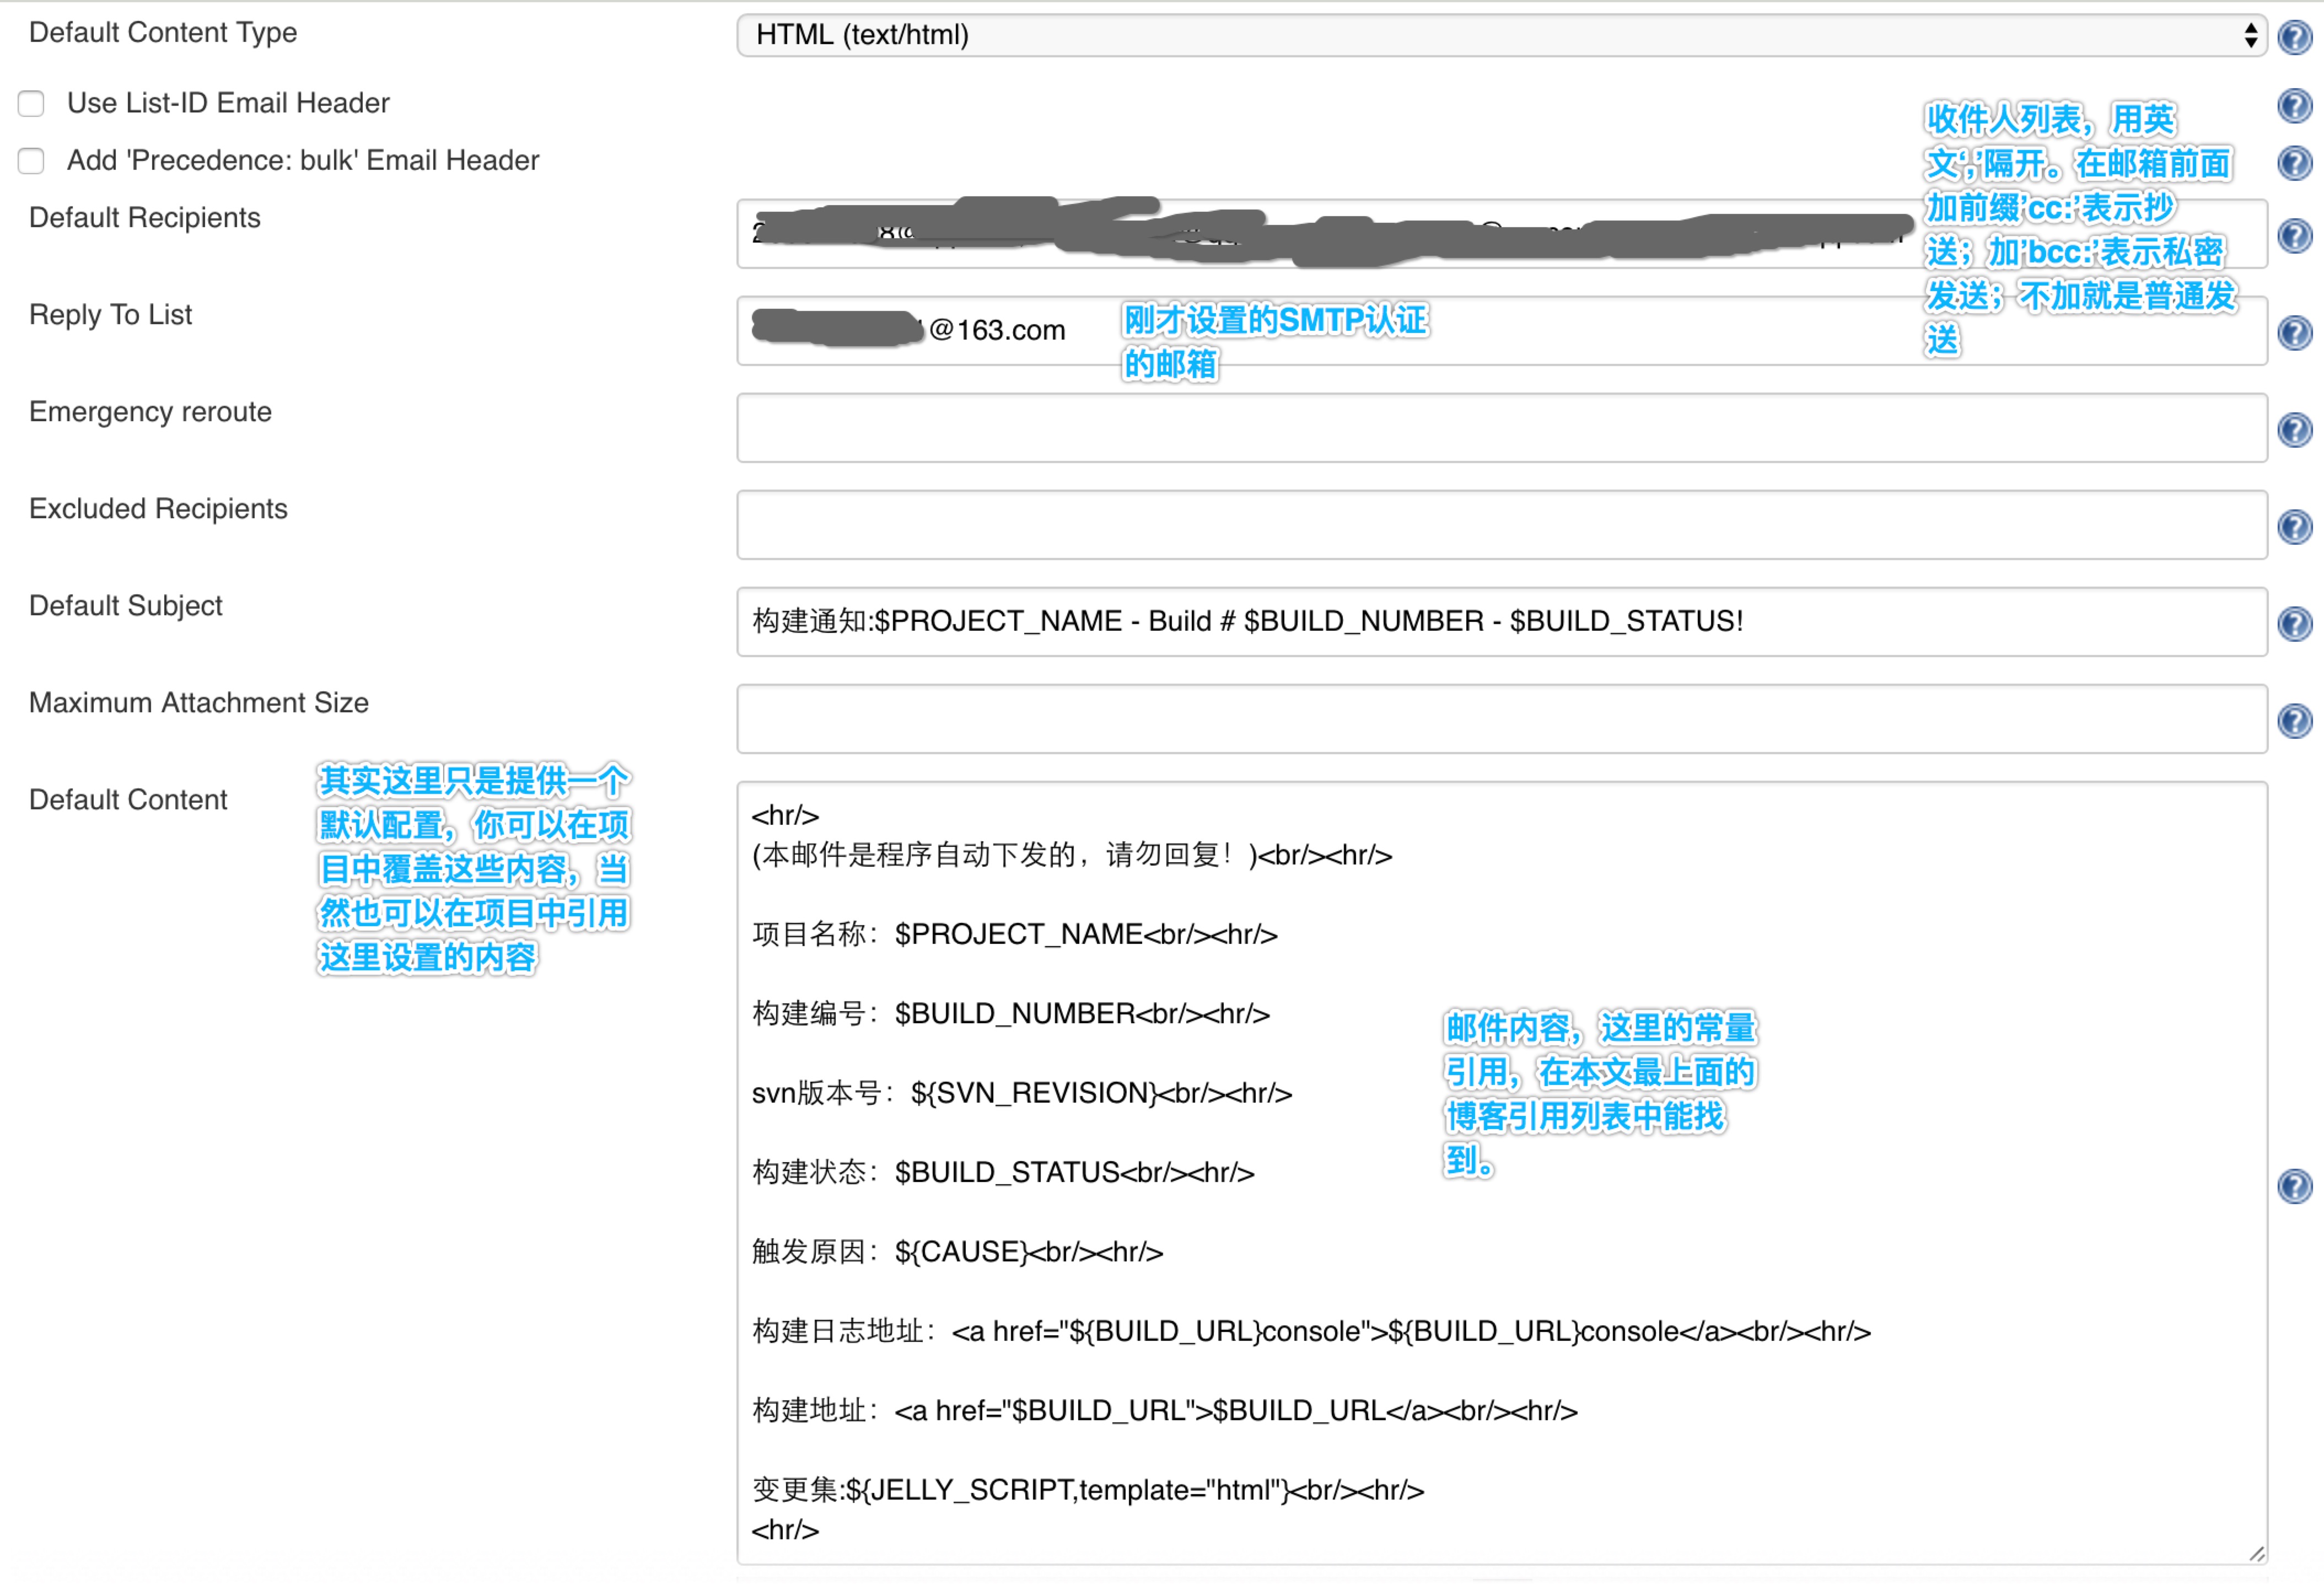 Default Content Type
HTML (text/html)
Use List-ID Email Header
Add 'Precedence: bulk' Email Header
收件人列表，用英
文‘,’隔开。在邮箱前面
加前缀’cc:’表示抄
送；加’bcc:’表示私密
发送；不加就是普通发
送
Default Recipients
Reply To List
@163.com
刚才设置的SMTP认证
的邮箱
Emergency reroute
Excluded Recipients
Default Subject
构建通知:$PROJECT_NAME - Build # $BUILD_NUMBER - $BUILD_STATUS!
Maximum Attachment Size
Default Content
其实这里只是提供一个
默认配置，你可以在项
目中覆盖这些内容，当
然也可以在项目中引用
这里设置的内容
<hr/>
(本邮件是程序自动下发的，请勿回复！)<br/><hr/>
项目名称：$PROJECT_NAME<br/><hr/>
构建编号：$BUILD_NUMBER<br/><hr/>
svn版本号：${SVN_REVISION}<br/><hr/>
构建状态：$BUILD_STATUS<br/><hr/>
触发原因：${CAUSE}<br/><hr/>
构建日志地址：<a href="${BUILD_URL}console">${BUILD_URL}console</a><br/><hr/>
构建地址：<a href="$BUILD_URL">$BUILD_URL</a><br/><hr/>
变更集:${JELLY_SCRIPT,template="html"}<br/><hr/>
<hr/>
邮件内容，这里的常量
引用，在本文最上面的
博客引用列表中能找
到。